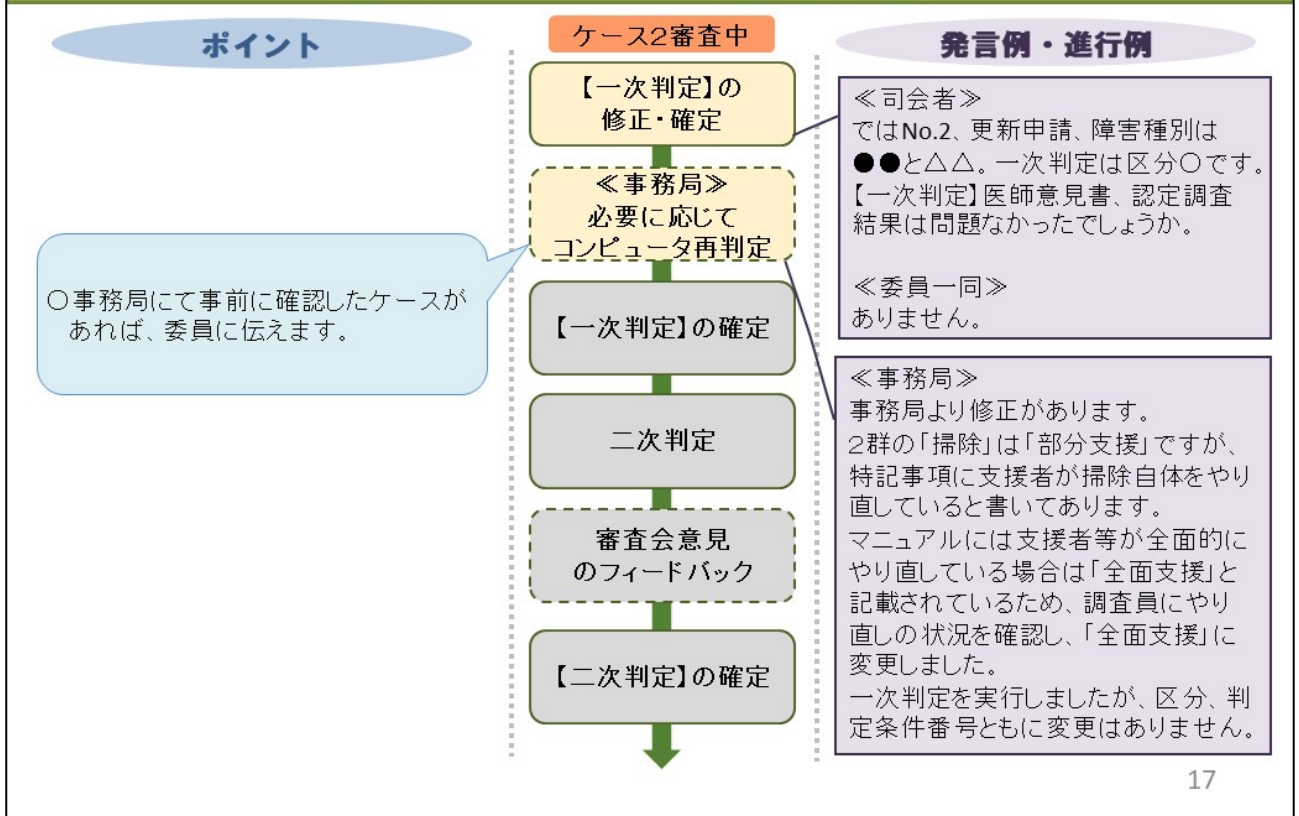 ポイント
ケース2審査中
発言例・進行例
【一次判定】の
修正・確定
≪事務局≫
必要に応じて
コンピュータ再判定
【一次判定】の確定
二次判定
審査会意見
のフィードバック
【二次判定】の確定
○事務局にて事前に確認したケースが
あれば、委員に伝えます。
≪司会者≫
ではNo.2、更新申請、障害種別は
●●と△△。一次判定は区分○です。
【一次判定】医師意見書、認定調査
結果は問題なかったでしょうか。
≪委員一同≫
ありません。
≪事務局≫
事務局より修正があります。
２群の「掃除」は「部分支援」ですが、
特記事項に支援者が掃除自体をやり
直していると書いてあります。
マニュアルには支援者等が全面的に
やり直している場合は「全面支援」と
記載されているため、調査員にやり
直しの状況を確認し、「全面支援」に
変更しました。
一次判定を実行しましたが、区分、判
定条件番号ともに変更はありません。
17